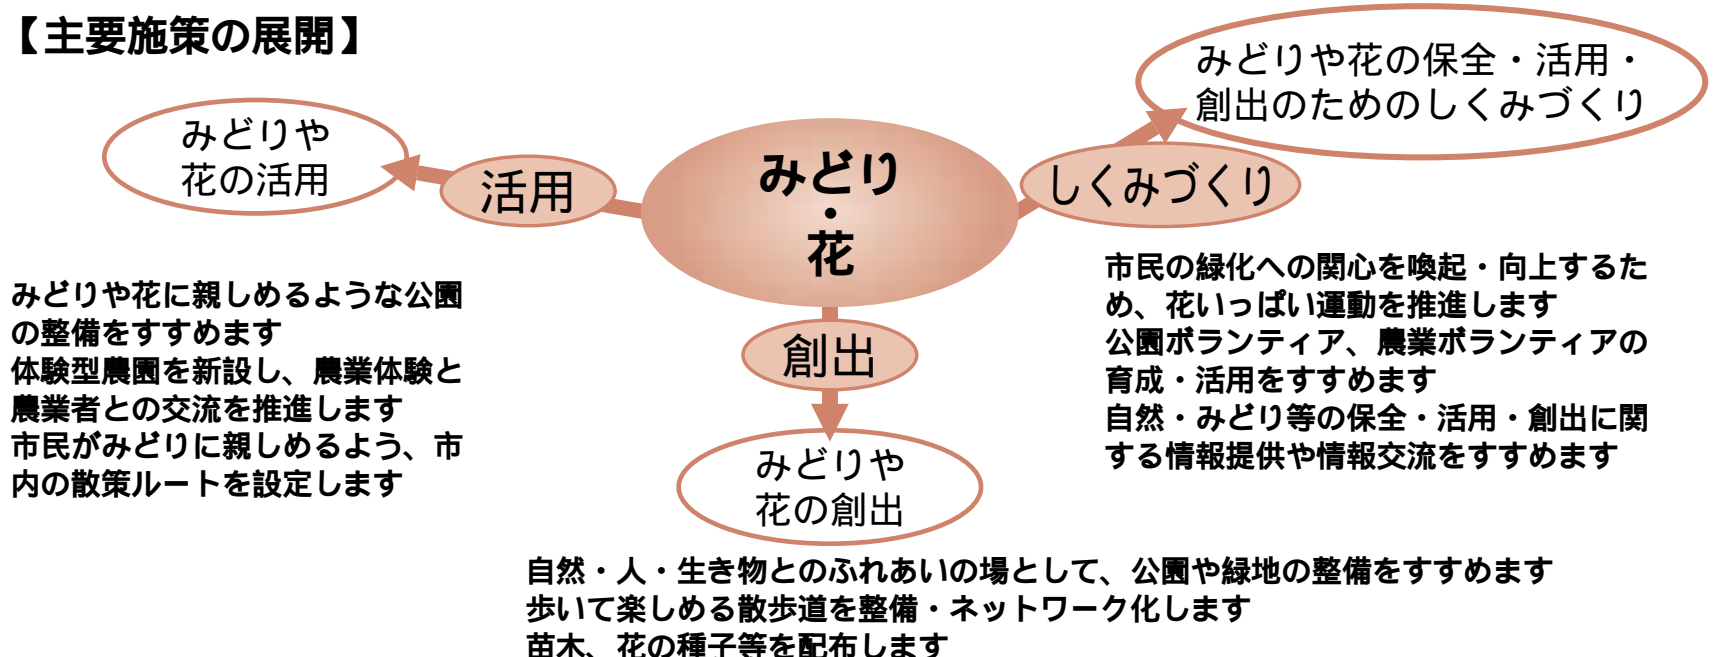 【主要施策の展開】
みどりや
花の活用
活用
みどり
・
花
しくみづくり
みどりや花の保全・活用・
創出のためのしくみづくり
みどりや花に親しめるような公園
の整備をすすめます
体験型農園を新設し、農業体験と
農業者との交流を推進します
市民がみどりに親しめるよう、市
内の散策ルートを設定します
創出
みどりや
花の創出
市民の緑化への関心を喚起・向上するた
め、花いっぱい運動を推進します
公園ボランティア、農業ボランティアの
育成・活用をすすめます
自然・みどり等の保全・活用・創出に関
する情報提供や情報交流をすすめます
自然・人・生き物とのふれあいの場として、公園や緑地の整備をすすめます
歩いて楽しめる散歩道を整備・ネットワーク化します
苗木、花の種子等を配布します